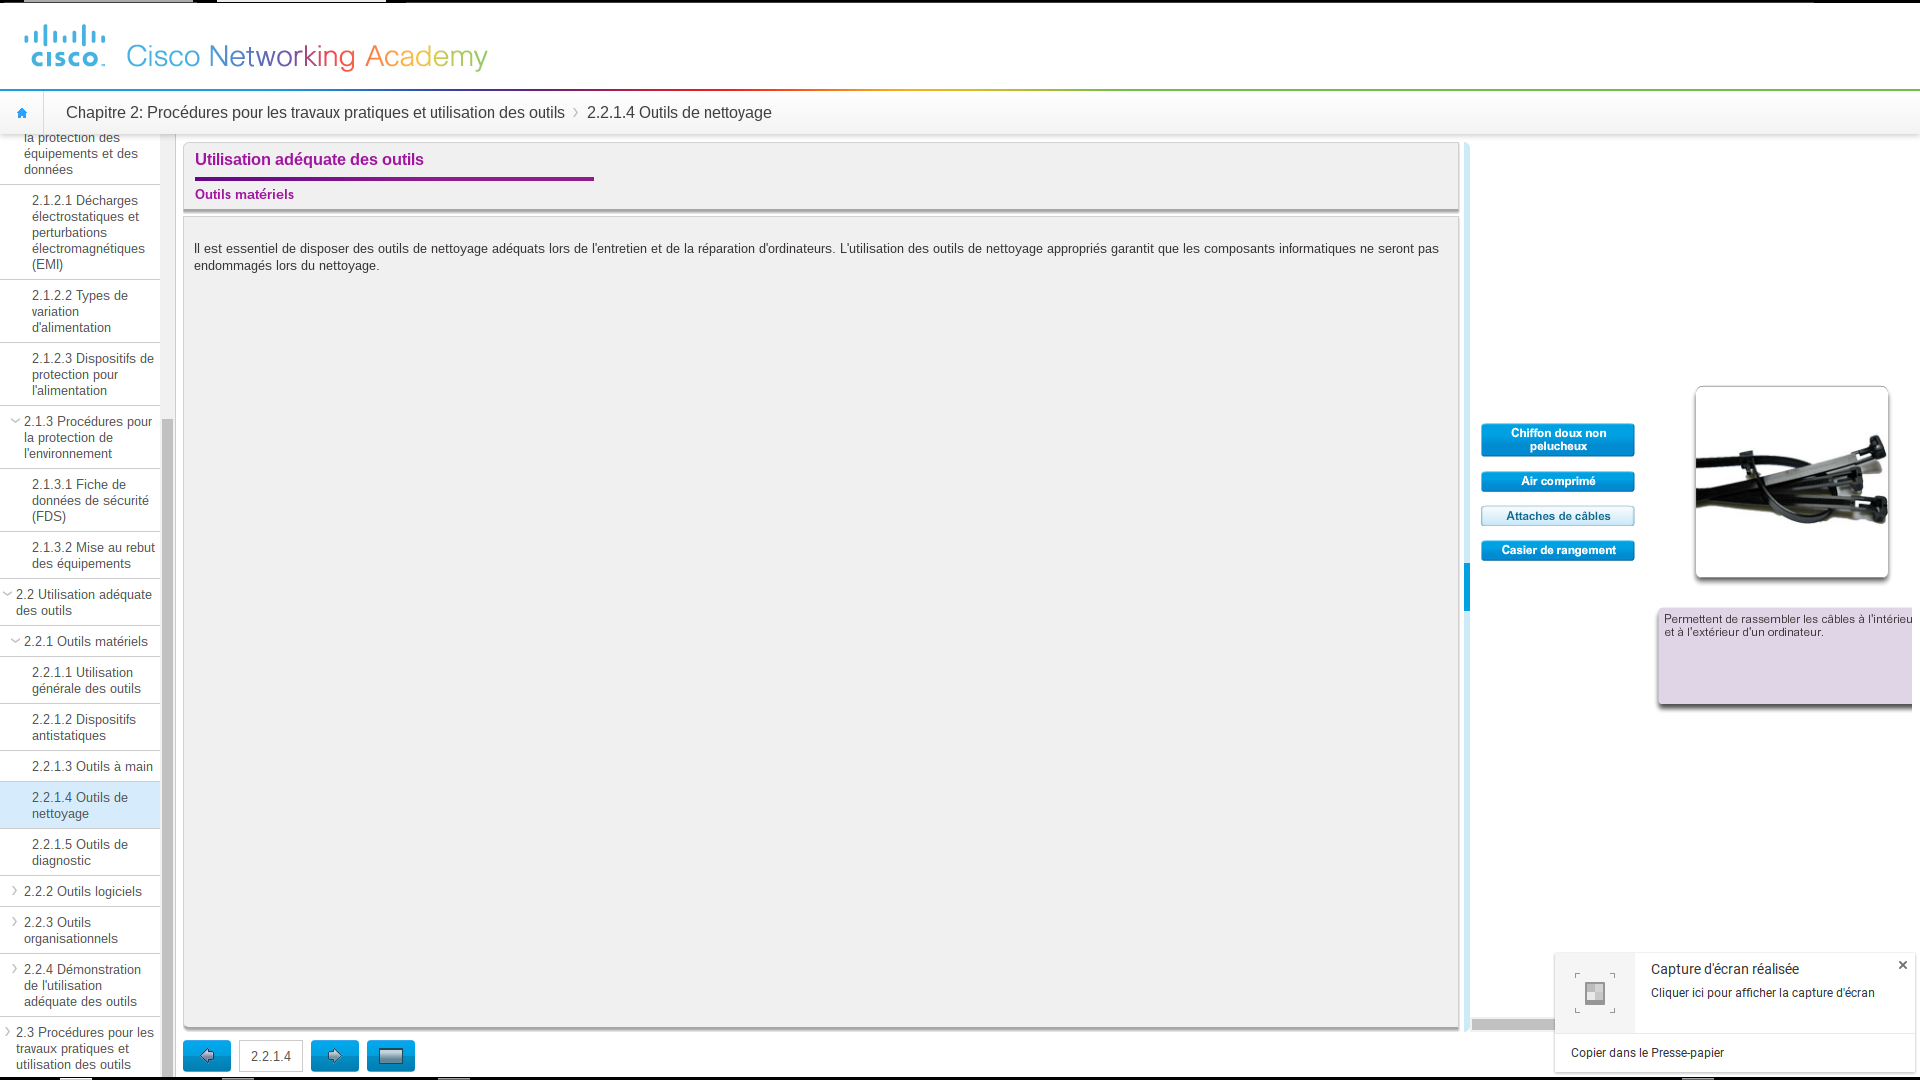 cisco
Cisco Networking Academy
Chapitre 2: Procédures pour les travaux pratiques et utilisation des outils
2.2.1.4 Outils de nettoyage
la protection des
équipements et des
données
2.1.2.1 Décharges
électrostatiques et
perturbations
électromagnétiques
(EMI)
2.1.2.2 Types de
variation
d'alimentation
2.1.2.3 Dispositifs de
protection pour
l'alimentation
2.1.3 Procédures pour
la protection de
l'environnement
2.1.3.1 Fiche de
données de sécurité
(FDS)
2.1.3.2 Mise au rebut
des équipements
2.2 Utilisation adéquate
des outils
2.2.1 Outils matériels
2.2.1.1 Utilisation
générale des outils
2.2.1.2 Dispositifs
antistatiques
2.2.1.3 Outils à main
2.2.1.4 Outils de
nettoyage
2.2.1.5 Outils de
diagnostic
2.2.2 Outils logiciels
2.2.3 Outils
organisationnels
2.2.4 Démonstration
de l'utilisation
adéquate des outils
2.3 Procédures pour les
travaux pratiques et
utilisation des outils
Utilisation adéquate des outils
Outils matériels
Il est essentiel de disposer des outils de nettoyage adéquats lors de l'entretien et de la réparation d'ordinateurs. L'utilisation des outils de nettoyage appropriés garantit que les composants informatiques ne seront pas
endommagés lors du nettoyage.
2.2.1.4
Chiffon doux non
pelucheux
Air comprimé
Attaches de câbles
Casier de rangement
Permettent de rassembler les câbles à l'intérieu
et à l'extérieur d'un ordinateur.
Capture d'écran réalisée
Cliquer ici pour afficher la capture d'écran
Copier dans le Presse-papier